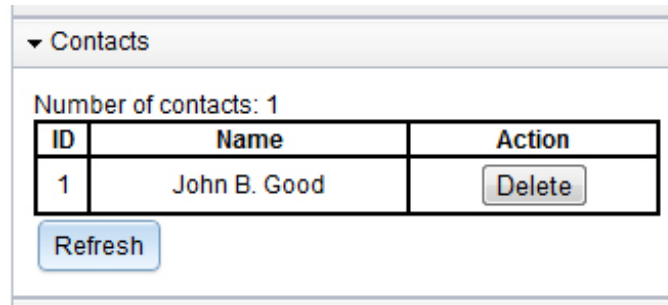 Contacts
Number of contacts: 1
ID Name Action
1 John B. Good Delete
Refresh